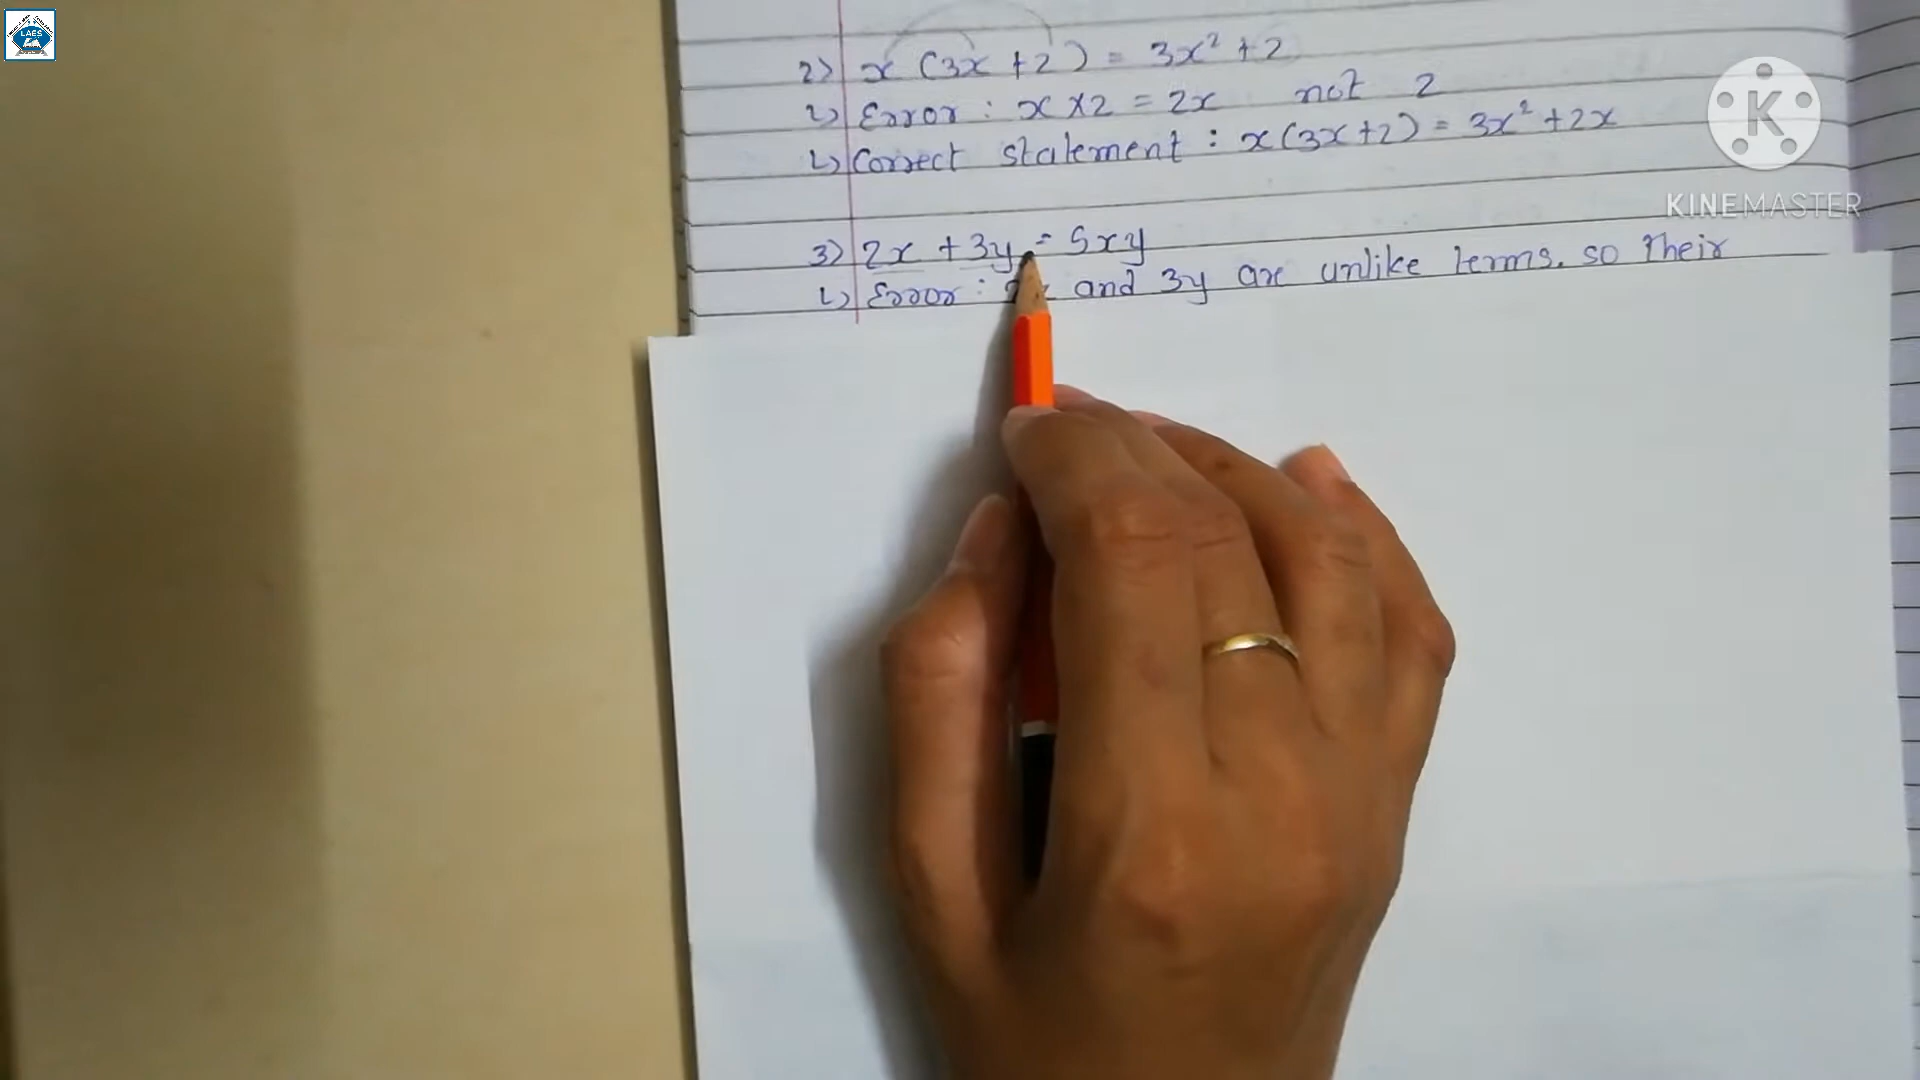 LAES
2) x (3x + 2) = 3x² + 2
Error : x × 2 = 2x not 2
Correct statement : x (3x + 2) = 3x² + 2x
KINEMASTER
3) 2x + 3y = 5xy
Error : and 3y are unlike terms. so their